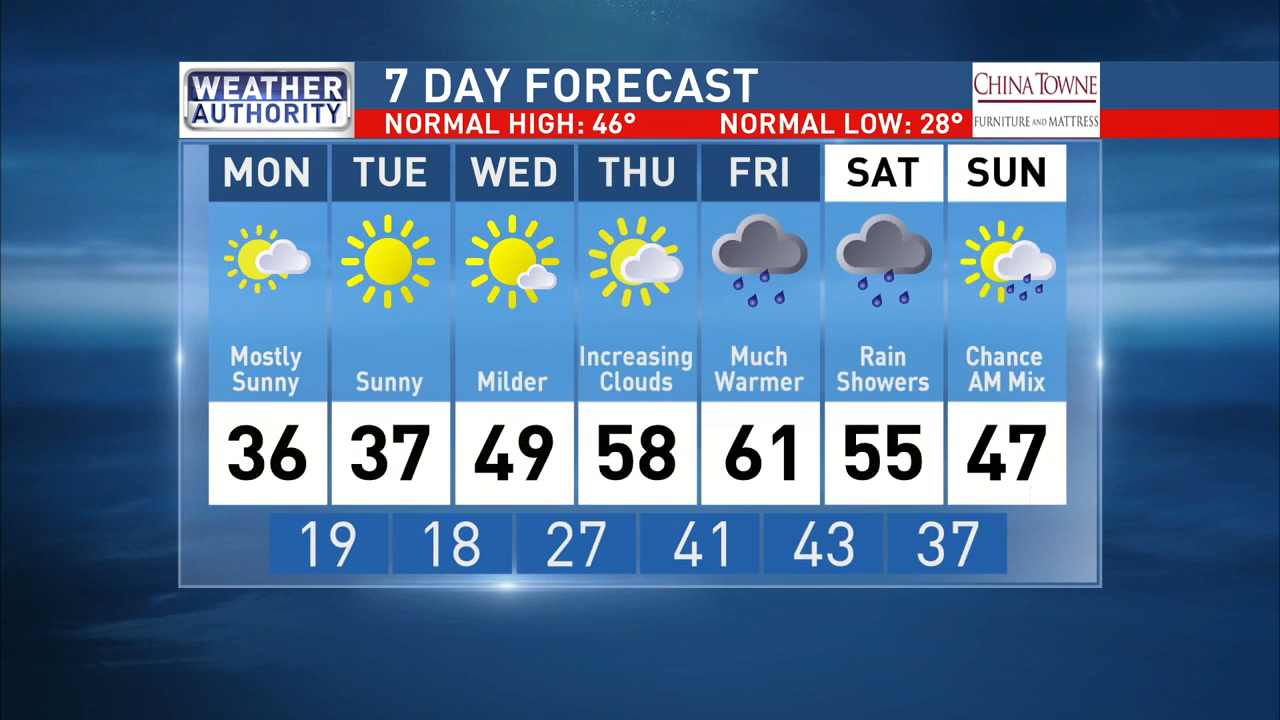 WEATHER
AUTHORITY
7 DAY FORECAST
CHINA TOWNE
FURNITURE AND MATTRESS
NORMAL HIGH: 46° NORMAL LOW: 28°
MON TUE WED THU FRI SAT SUN
Mostly Sunny
Sunny
Milder
Increasing Clouds
Much Warmer
Rain Showers
Chance AM Mix
36 37 49 58 61 55 47
19 18 27 41 43 37